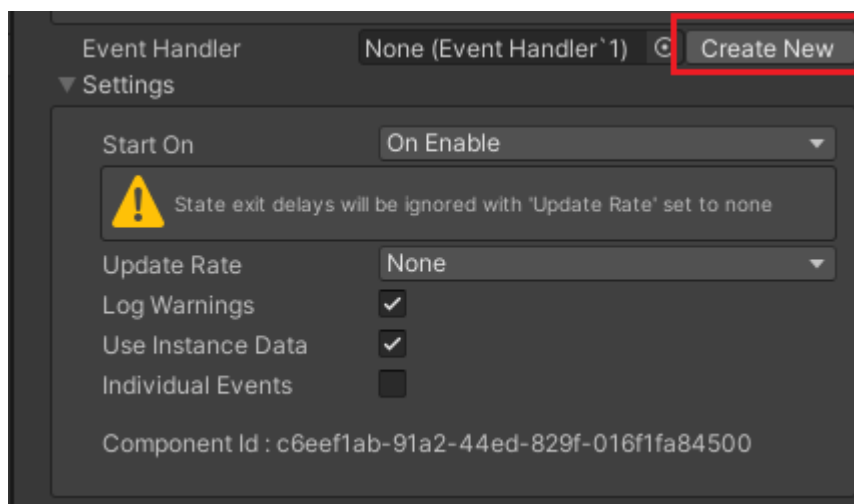 Event Handler None (Event Handler`1) Create New
Settings
Start On On Enable
State exit delays will be ignored with 'Update Rate' set to none
Update Rate None
Log Warnings
Use Instance Data
Individual Events
Component Id : c6eef1ab-91a2-44ed-829f-016f1fa84500